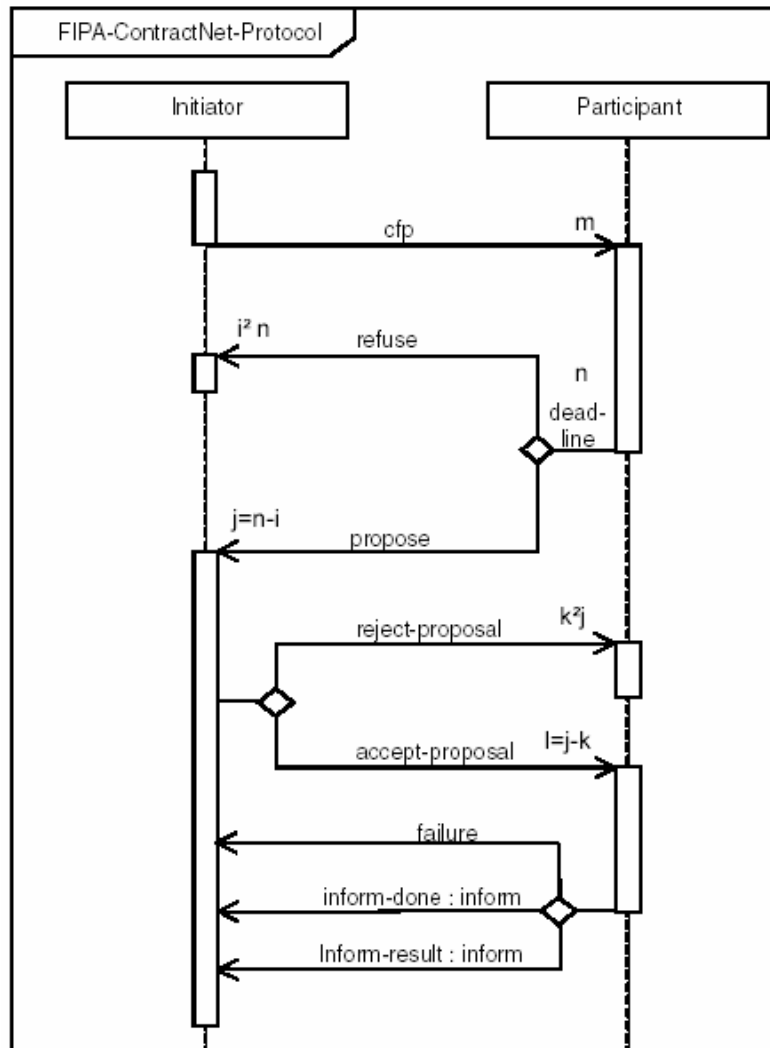 FIPA-ContractNet-Protocol
Initiator
Participant
cfp
m
i² n
refuse
n
dead-
line
j=n-i
propose
reject-proposal
k²j
accept-proposal
l=j-k
failure
inform-done : inform
Inform-result : inform